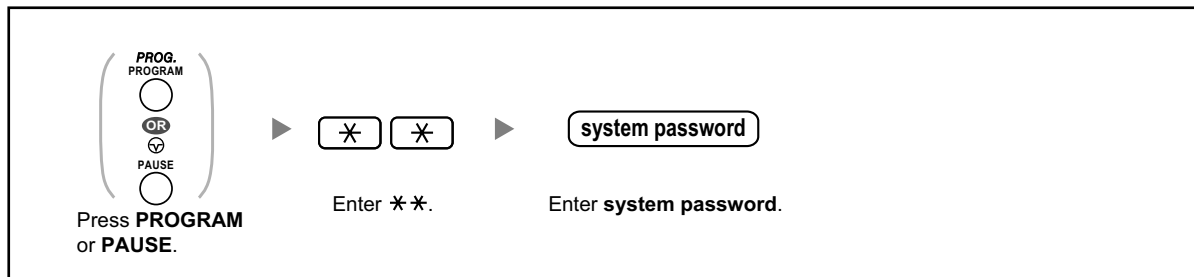 PROG.
PROGRAM
OR
PAUSE
Press PROGRAM
or PAUSE.
* *
Enter **.
system password
Enter system password.